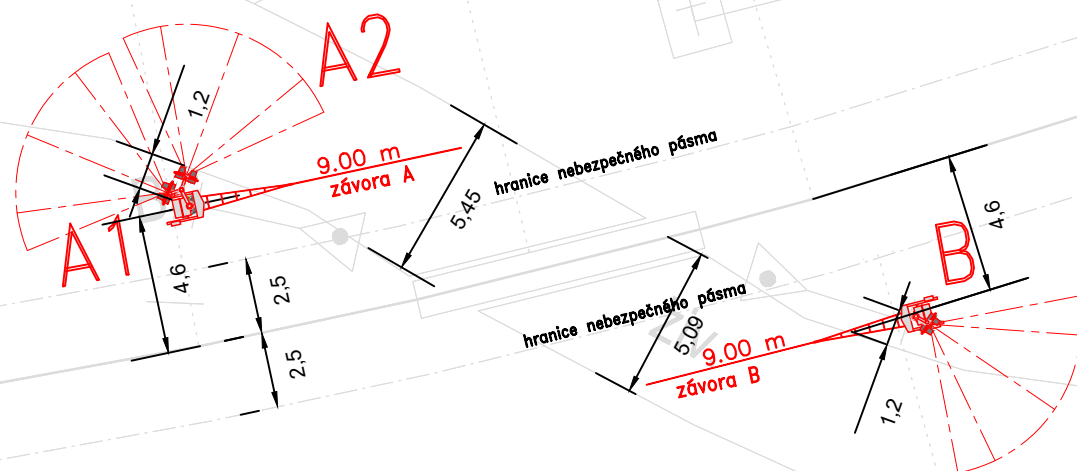 A2
1,2
9.00 m
závora A
hranice nebezpečného pásma
5,45
4,6
A1
B
4,6
2,5
hranice nebezpečného pásma
5,09
2,5
9.00 m
závora B
1,2